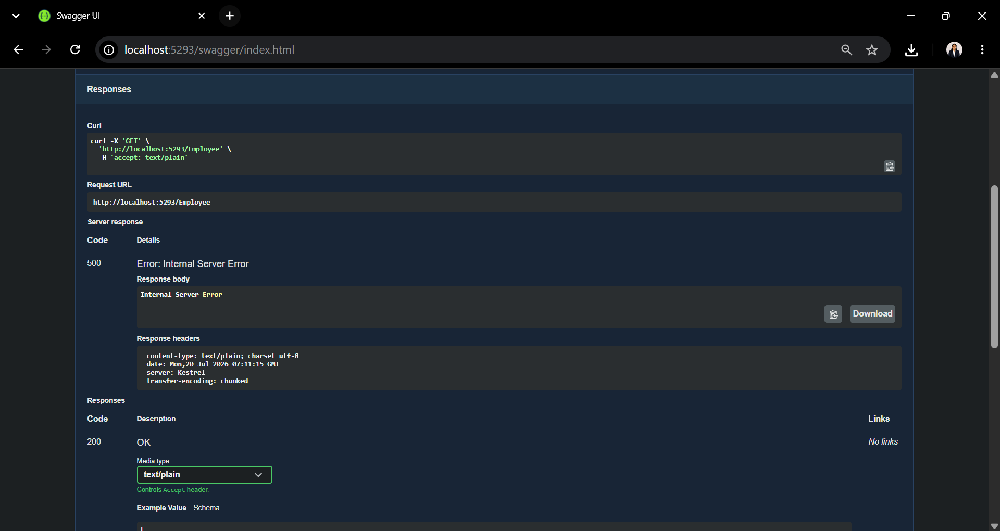 Swagger UI
localhost:5293/swagger/index.html
Responses
Curl
curl -X 'GET' \
'http://localhost:5293/Employee' \
-H 'accept: text/plain'
Request URL
http://localhost:5293/Employee
Server response
Code Details
500 Error: Internal Server Error
Response body
Internal Server Error
Download
Response headers
content-type: text/plain; charset=utf-8
date: Mon,20 Jul 2026 07:11:15 GMT
server: Kestrel
transfer-encoding: chunked
Responses
Code Description Links
200 OK No links
Media type
text/plain
Controls Accept header.
Example Value | Schema
[